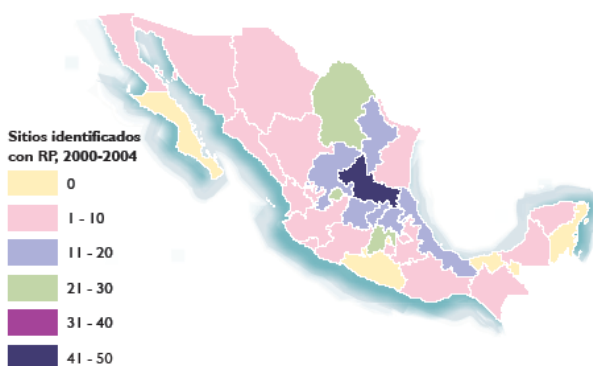 Sitios identificados
con RP, 2000-2004
0
1 - 10
11 - 20
21 - 30
31 - 40
41 - 50